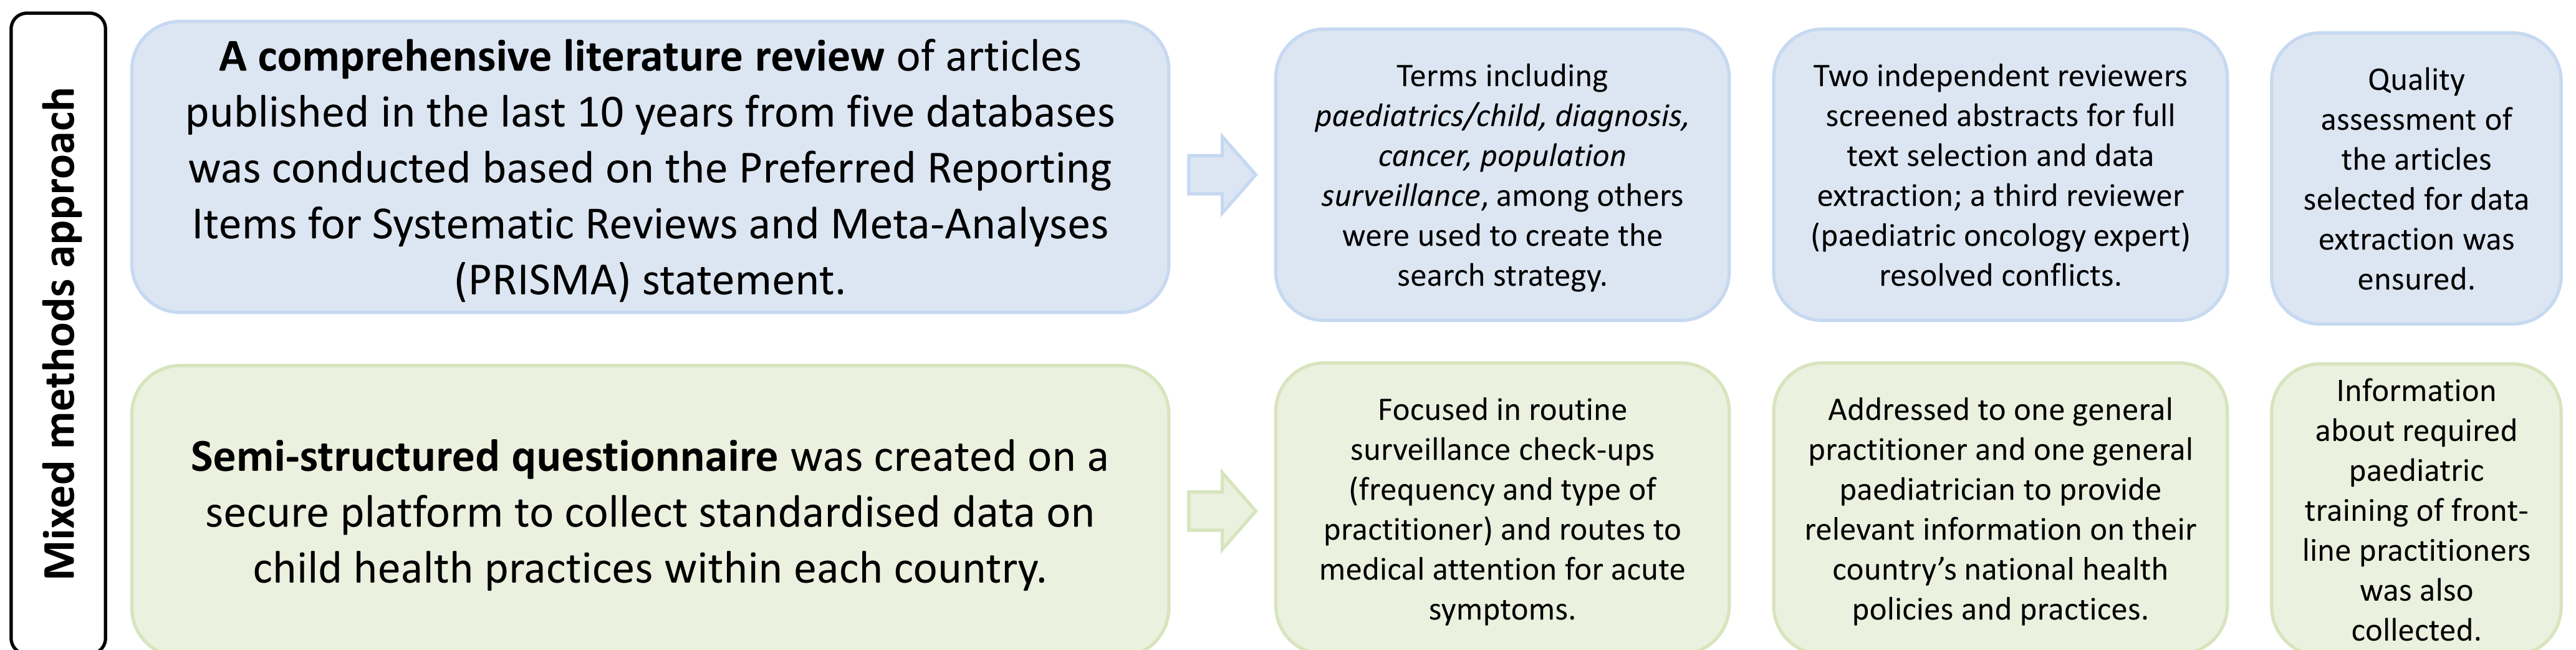 Mixed methods approach
A comprehensive literature review of articles
published in the last 10 years from five databases
was conducted based on the Preferred Reporting
Items for Systematic Reviews and Meta-Analyses
(PRISMA) statement.
Terms including
paediatrics/child, diagnosis,
cancer, population
surveillance, among others
were used to create the
search strategy.
Two independent reviewers
screened abstracts for full
text selection and data
extraction; a third reviewer
(paediatric oncology expert)
resolved conflicts.
Quality
assessment of
the articles
selected for data
extraction was
ensured.
Semi-structured questionnaire was created on a
secure platform to collect standardised data on
child health practices within each country.
Focused in routine
surveillance check-ups
(frequency and type of
practitioner) and routes to
medical attention for acute
symptoms.
Addressed to one general
practitioner and one general
paediatrician to provide
relevant information on their
country’s national health
policies and practices.
Information
about required
paediatric
training of front-
line practitioners
was also
collected.